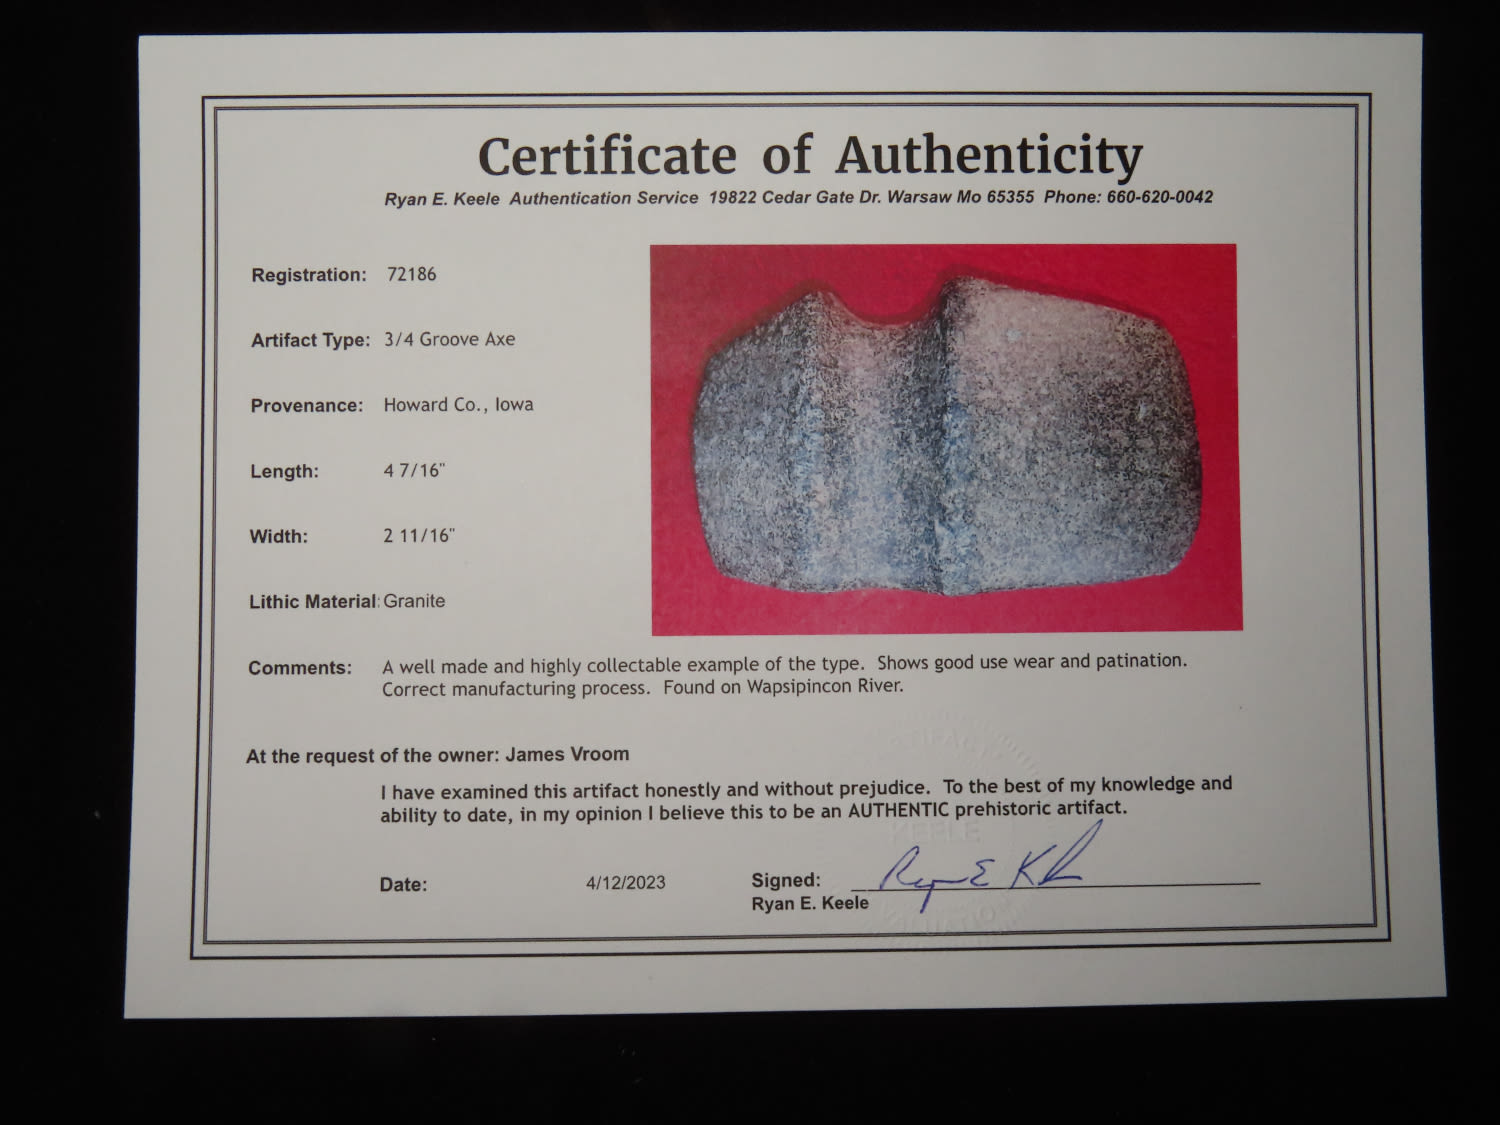 Certificate of Authenticity
Ryan E. Keele Authentication Service 19822 Cedar Gate Dr. Warsaw Mo 65355 Phone: 660-620-0042
Registration: 72186
Artifact Type: 3/4 Groove Axe
Provenance: Howard Co., Iowa
Length: 4 7/16"
Width: 2 11/16"
Lithic Material: Granite
Comments: A well made and highly collectable example of the type. Shows good use wear and patination.
Correct manufacturing process. Found on Wapsipincon River.
At the request of the owner: James Vroom
I have examined this artifact honestly and without prejudice. To the best of my knowledge and
ability to date, in my opinion I believe this to be an AUTHENTIC prehistoric artifact.
KEELE
Date: 4/12/2023 Signed: Ryan E Keele
Ryan E. Keele